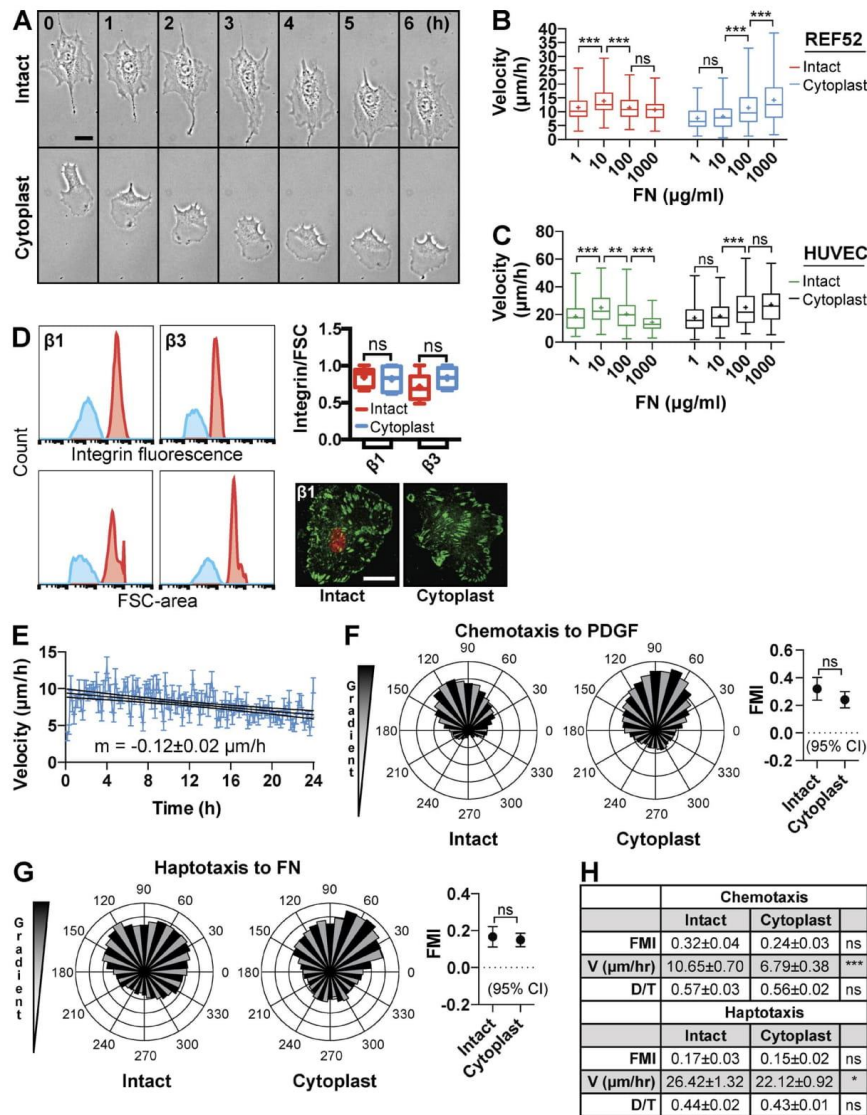 A
0 1 2 3 4 5 6 (h)
Intact
Cytoplast
B
REF52
Velocity
(µm/h)
40
35
30
25
20
15
10
5
0
*** *** ns
ns *** ***
Intact
Cytoplast
1 10 100 1000 1 10 100 1000
FN (µg/ml)
C
HUVEC
Velocity
(µm/h)
80
60
40
20
0
*** ** ***
ns *** ns
Intact
Cytoplast
1 10 100 1000 1 10 100 1000
FN (µg/ml)
D
β1 β3
Count
Integrin fluorescence
FSC-area
Integrin/FSC
1.5
1.0
0.5
0.0
ns ns
Intact
Cytoplast
β1 β3
β1
Intact Cytoplast
E
Velocity (µm/h)
15
10
5
0
m = -0.12±0.02 µm/h
0 4 8 12 16 20 24
Time (h)
F
Chemotaxis to PDGF
Gradient
90 60 30 0 330 300 270 240 210 180 150 120
Intact
90 60 30 0 330 300 270 240 210 180 150 120
Cytoplast
FMI
0.6
0.4
0.2
0.0
-0.2
ns
(95% CI)
Intact
Cytoplast
G
Haptotaxis to FN
Gradient
90 60 30 0 330 300 270 240 210 180 150 120
Intact
90 60 30 0 330 300 270 240 210 180 150 120
Cytoplast
FMI
0.4
0.2
0.0
-0.2
ns
(95% CI)
Intact
Cytoplast
H
Chemotaxis
Intact Cytoplast
FMI 0.32±0.04 0.24±0.03 ns
V (µm/hr) 10.65±0.70 6.79±0.38 ***
D/T 0.57±0.03 0.56±0.02 ns
Haptotaxis
Intact Cytoplast
FMI 0.17±0.03 0.15±0.02 ns
V (µm/hr) 26.42±1.32 22.12±0.92 *
D/T 0.44±0.02 0.43±0.01 ns